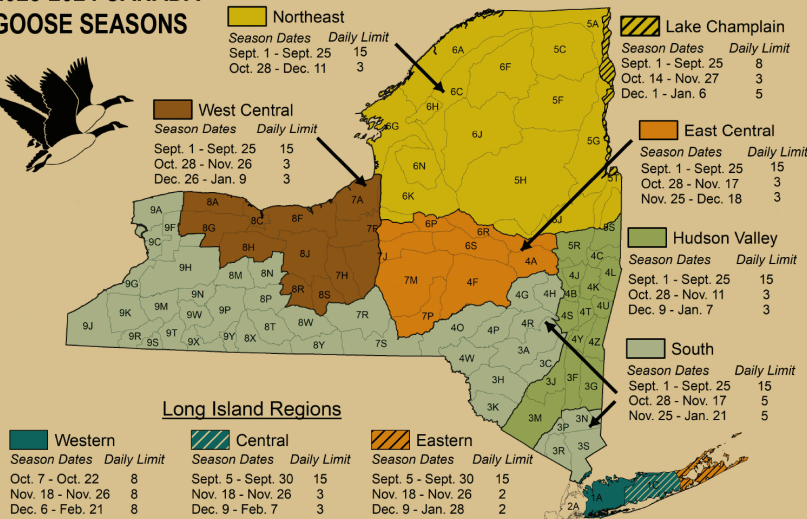 GOOSE SEASONS
Northeast
Season Dates Daily Limit
Sept. 1 - Sept. 25 15
Oct. 28 - Dec. 11 3
Lake Champlain
Season Dates Daily Limit
Sept. 1 - Sept. 25 8
Oct. 14 - Nov. 27 3
Dec. 1 - Jan. 6 5
West Central
Season Dates Daily Limit
Sept. 1 - Sept. 25 15
Oct. 28 - Nov. 26 3
Dec. 26 - Jan. 9 3
East Central
Season Dates Daily Limit
Sept. 1 - Sept. 25 15
Oct. 28 - Nov. 17 3
Nov. 25 - Dec. 18 3
Hudson Valley
Season Dates Daily Limit
Sept. 1 - Sept. 25 15
Oct. 28 - Nov. 11 3
Dec. 9 - Jan. 7 3
South
Season Dates Daily Limit
Sept. 1 - Sept. 25 15
Oct. 28 - Nov. 17 5
Nov. 25 - Jan. 21 5
5A
6A
5C
6F
6C
5F
6H
6G
6J
5G
6N
5H
6K
5T
5J
5S
6P
6R
6S
4A
7M
4F
7P
7A
7F
8A
8C
8F
8G
8H
8J
7H
8R
8S
9A
9F
9C
9H
8M
8N
9G
9N
8P
9K
9M
9W
9P
9J
9R
9T
9S
9X
9Y
8X
8T
8W
8Y
7R
7S
5R
4C
4L
4J
4K
4B
4U
4S
4T
4Y
4Z
4G
4H
4O
4P
4R
4W
3A
3C
3H
3K
3J
3F
3G
3M
3N
3P
3R
3S
2A
1A
1C
Long Island Regions
Western
Season Dates Daily Limit
Oct. 7 - Oct. 22 8
Nov. 18 - Nov. 26 8
Dec. 6 - Feb. 21 8
Central
Season Dates Daily Limit
Sept. 5 - Sept. 30 15
Nov. 18 - Nov. 26 3
Dec. 9 - Feb. 7 3
Eastern
Season Dates Daily Limit
Sept. 5 - Sept. 30 15
Nov. 18 - Nov. 26 2
Dec. 9 - Jan. 28 2